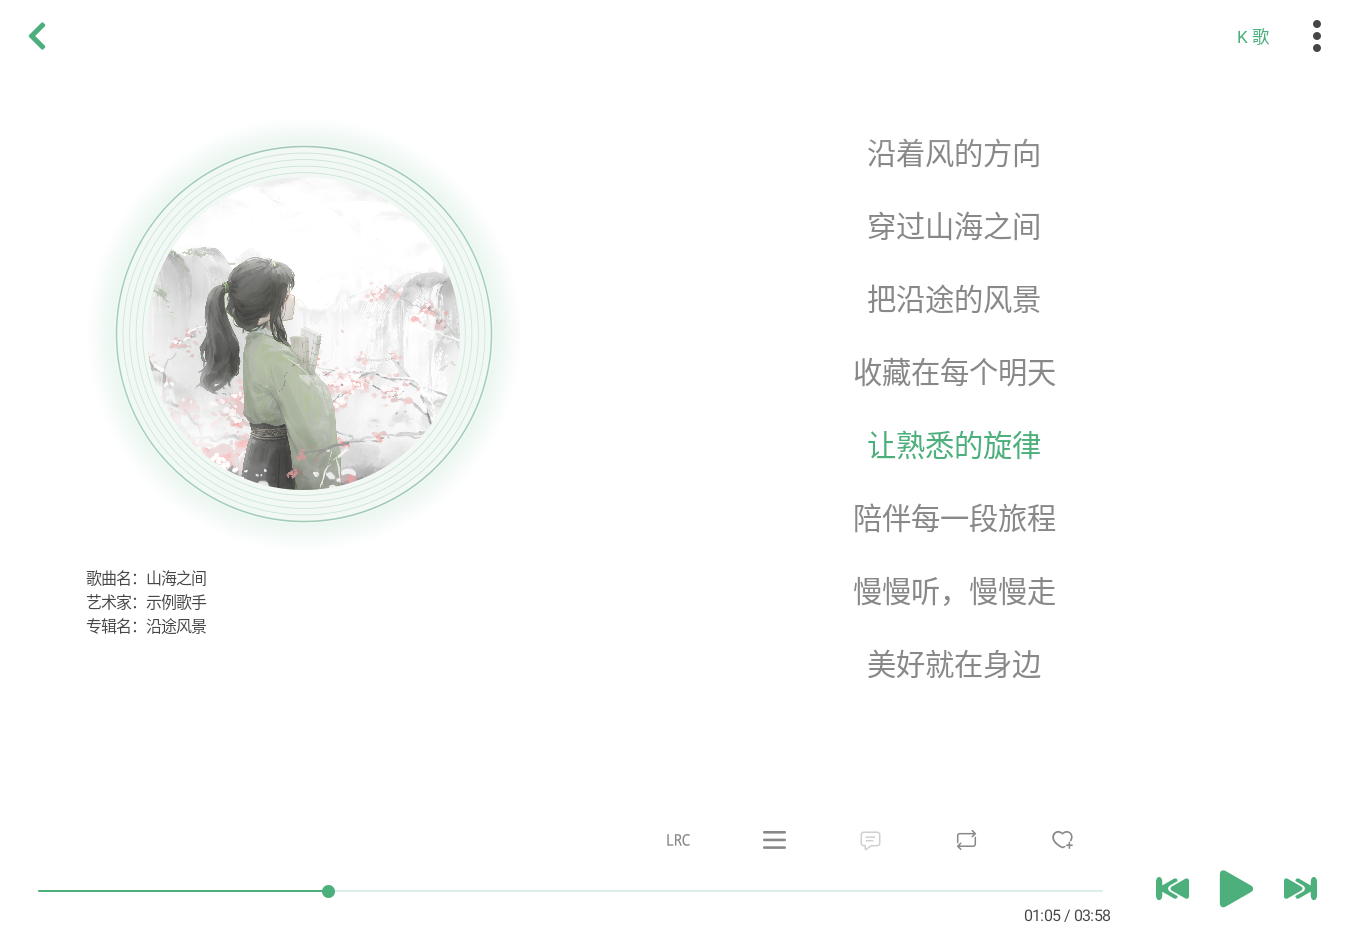 K 歌
沿着风的方向
穿过山海之间
把沿途的风景
收藏在每个明天
让熟悉的旋律
陪伴每一段旅程
慢慢听，慢慢走
美好就在身边
歌曲名：山海之间
艺术家：示例歌手
专辑名：沿途风景
LRC
01:05 / 03:58